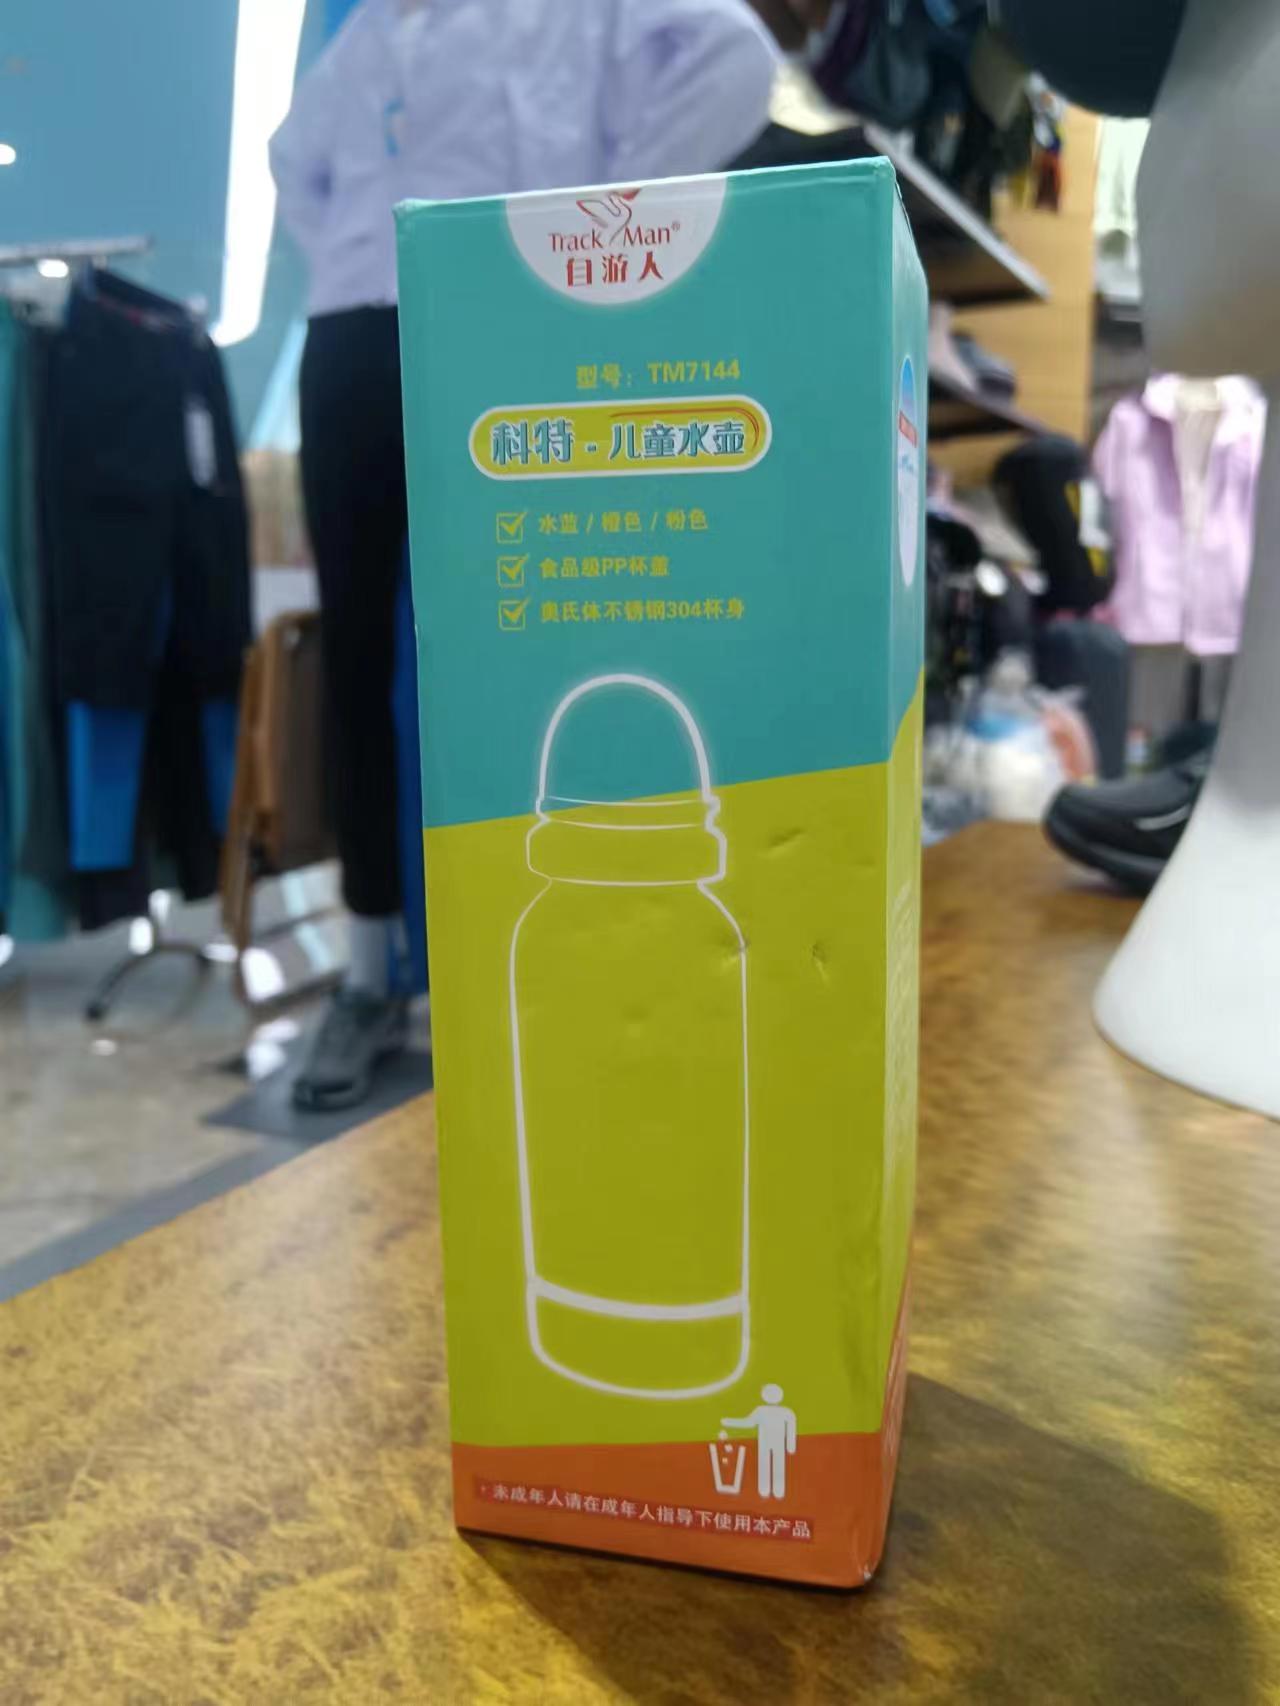 Track Man®
自游人
型号：TM7144
科特-儿童水壶
水蓝 / 橙色 / 粉色
食品级PP杯盖
奥氏体不锈钢304杯身
·未成年人请在成年人指导下使用本产品